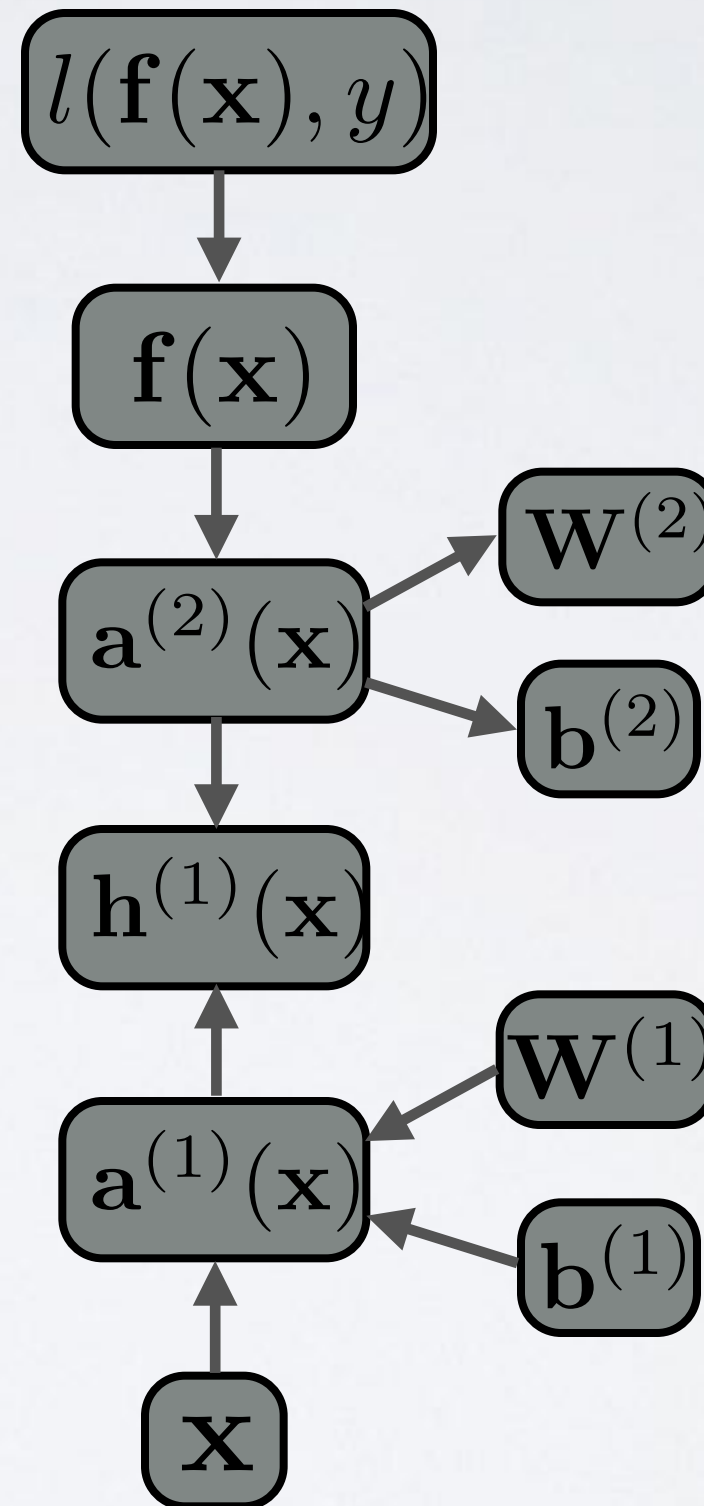 l(f(x), y)
f(x)
W^{(2)}
a^{(2)}(x)
b^{(2)}
h^{(1)}(x)
W^{(1)}
a^{(1)}(x)
b^{(1)}
x